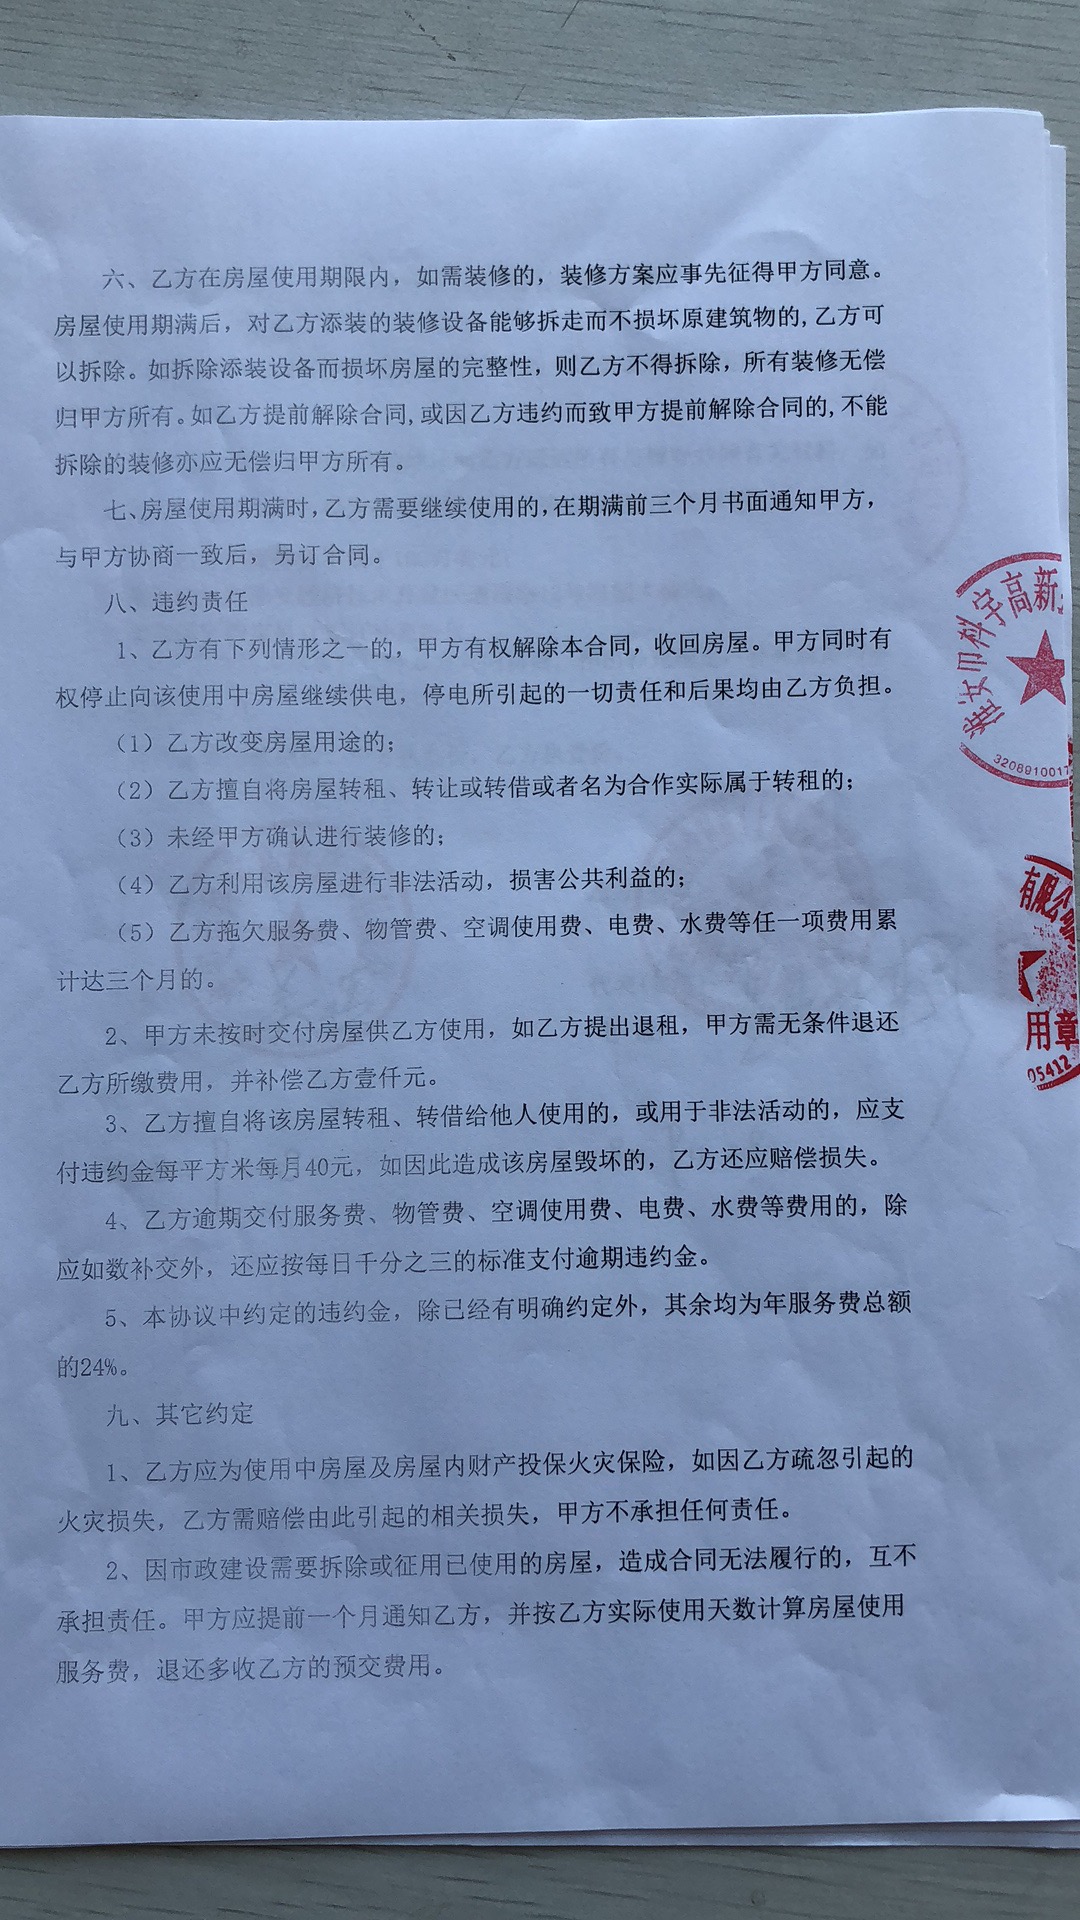 六、乙方在房屋使用期限内，如需装修的，装修方案应事先征得甲方同意。
房屋使用期满后，对乙方添装的装修设备能够拆走而不损坏原建筑物的，乙方可
以拆除。如拆除添装设备而损坏房屋的完整性，则乙方不得拆除，所有装修无偿
归甲方所有。如乙方提前解除合同，或因乙方违约而致甲方提前解除合同的，不能
拆除的装修亦应无偿归甲方所有。
七、房屋使用期满时，乙方需要继续使用的，在期满前三个月书面通知甲方，
与甲方协商一致后，另订合同。
八、违约责任
1、乙方有下列情形之一的，甲方有权解除本合同，收回房屋。甲方同时有
权停止向该使用中房屋继续供电，停电所引起的一切责任和后果均由乙方负担。
（1）乙方改变房屋用途的；
（2）乙方擅自将房屋转租、转让或转借或者名为合作实际属于转租的；
（3）未经甲方确认进行装修的；
（4）乙方利用该房屋进行非法活动，损害公共利益的；
（5）乙方拖欠服务费、物管费、空调使用费、电费、水费等任一项费用累
计达三个月的。
2、甲方未按时交付房屋供乙方使用，如乙方提出退租，甲方需无条件退还
乙方所缴费用，并补偿乙方壹仟元。
3、乙方擅自将该房屋转租、转借给他人使用的，或用于非法活动的，应支
付违约金每平方米每月40元，如因此造成该房屋毁坏的，乙方还应赔偿损失。
4、乙方逾期交付服务费、物管费、空调使用费、电费、水费等费用的，除
应如数补交外，还应按每日千分之三的标准支付逾期违约金。
5、本协议中约定的违约金，除已经有明确约定外，其余均为年服务费总额
的24%。
九、其它约定
1、乙方应为使用中房屋及房屋内财产投保火灾保险，如因乙方疏忽引起的
火灾损失，乙方需赔偿由此引起的相关损失，甲方不承担任何责任。
2、因市政建设需要拆除或征用已使用的房屋，造成合同无法履行的，互不
承担责任。甲方应提前一个月通知乙方，并按乙方实际使用天数计算房屋使用
服务费，退还多收乙方的预交费用。
淮安市科宇高新
320891001
有限公
用章
05412